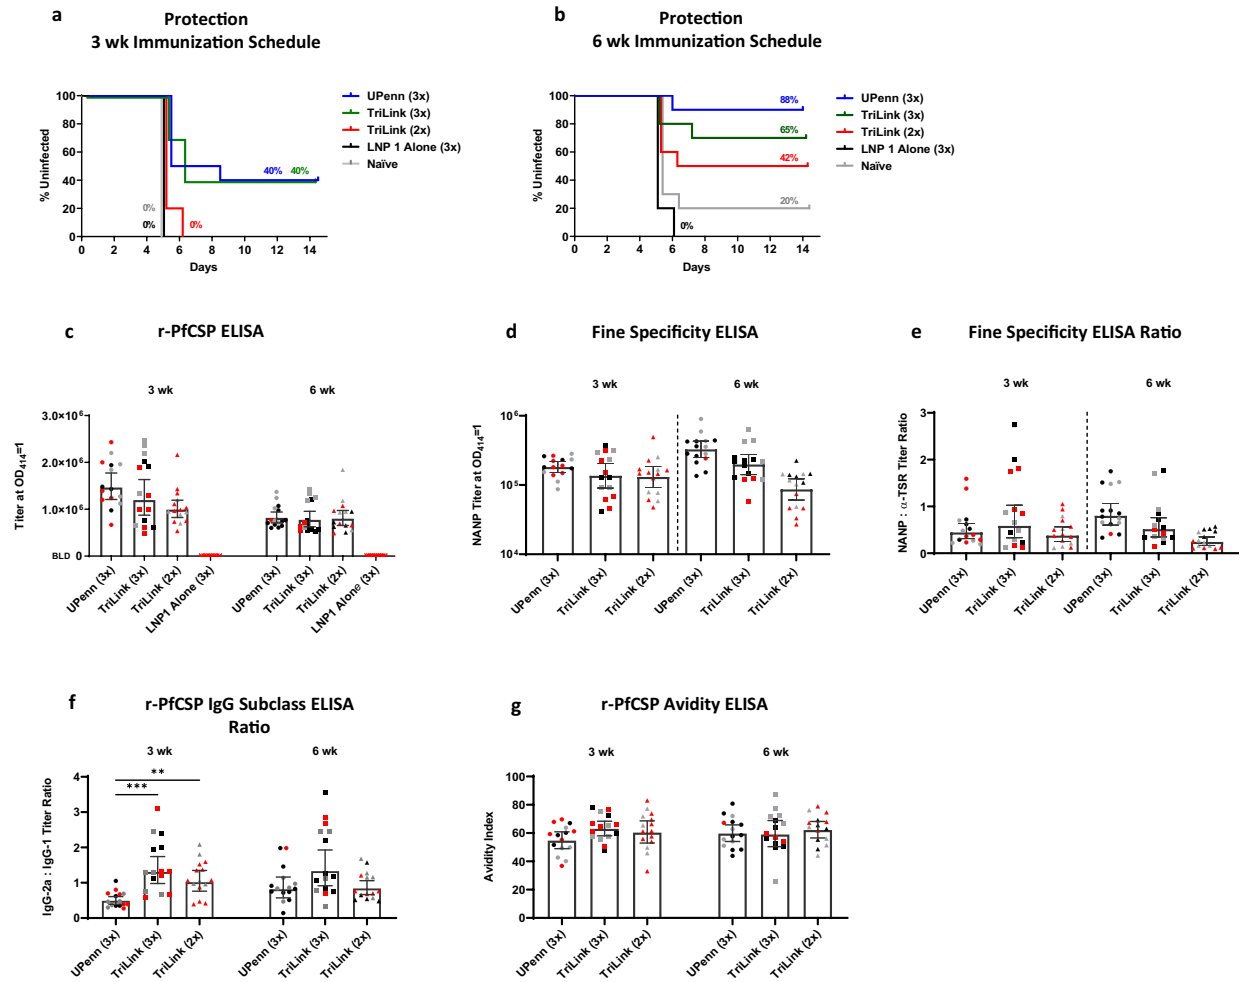 a
Protection
3 wk Immunization Schedule
% Uninfected
100
80
60
40
20
0
0 2 4 6 8 10 12 14
Days
0%
0%
0%
40% 40%
UPenn (3x)
TriLink (3x)
TriLink (2x)
LNP 1 Alone (3x)
Naïve
b
Protection
6 wk Immunization Schedule
% Uninfected
100
80
60
40
20
0
0 2 4 6 8 10 12 14
Days
88%
65%
42%
20%
0%
UPenn (3x)
TriLink (3x)
TriLink (2x)
LNP 1 Alone (3x)
Naïve
c
r-PfCSP ELISA
3 wk
6 wk
Titer at OD₄₁₄=1
3.0×10⁶
2.0×10⁶
1.0×10⁶
BLD 0
UPenn (3x)
TriLink (3x)
TriLink (2x)
LNP1 Alone (3x)
UPenn (3x)
TriLink (3x)
TriLink (2x)
LNP1 Alone (3x)
d
Fine Specificity ELISA
3 wk
6 wk
NANP Titer at OD₄₁₄=1
10⁶
10⁵
10⁴
UPenn (3x)
TriLink (3x)
TriLink (2x)
UPenn (3x)
TriLink (3x)
TriLink (2x)
e
Fine Specificity ELISA Ratio
3 wk
6 wk
NANP : α-TSR Titer Ratio
3
2
1
0
UPenn (3x)
TriLink (3x)
TriLink (2x)
UPenn (3x)
TriLink (3x)
TriLink (2x)
f
r-PfCSP IgG Subclass ELISA
Ratio
3 wk
6 wk
IgG-2a : IgG-1 Titer Ratio
4
3
2
1
0
**
***
UPenn (3x)
TriLink (3x)
TriLink (2x)
UPenn (3x)
TriLink (3x)
TriLink (2x)
g
r-PfCSP Avidity ELISA
3 wk
6 wk
Avidity Index
100
80
60
40
20
0
UPenn (3x)
TriLink (3x)
TriLink (2x)
UPenn (3x)
TriLink (3x)
TriLink (2x)